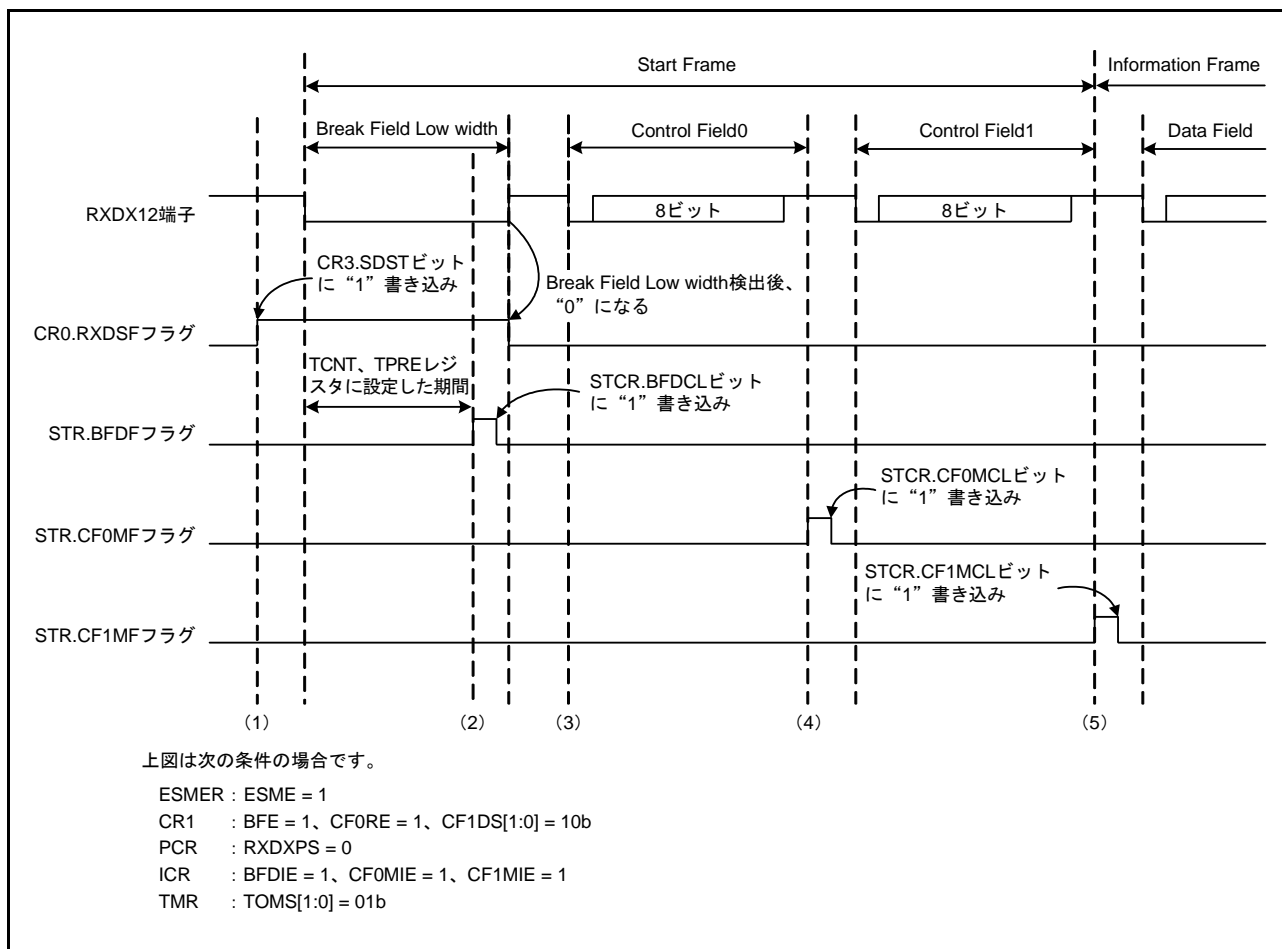 Start Frame
Information Frame
Break Field Low width
Control Field0
Control Field1
Data Field
RXDX12端子
8ビット
8ビット
CR3.SDSTビット
に“1”書き込み
Break Field Low width検出後、
“0”になる
CR0.RXDSFフラグ
TCNT、TPREレジ
スタに設定した期間
STCR.BFDCLビット
に“1”書き込み
STR.BFDFフラグ
STCR.CF0MCLビット
に“1”書き込み
STR.CF0MFフラグ
STCR.CF1MCLビット
に“1”書き込み
STR.CF1MFフラグ
（1）
（2）
（3）
（4）
（5）
上図は次の条件の場合です。
ESMER : ESME = 1
CR1 : BFE = 1、CF0RE = 1、CF1DS[1:0] = 10b
PCR : RXDXPS = 0
ICR : BFDIE = 1、CF0MIE = 1、CF1MIE = 1
TMR : TOMS[1:0] = 01b